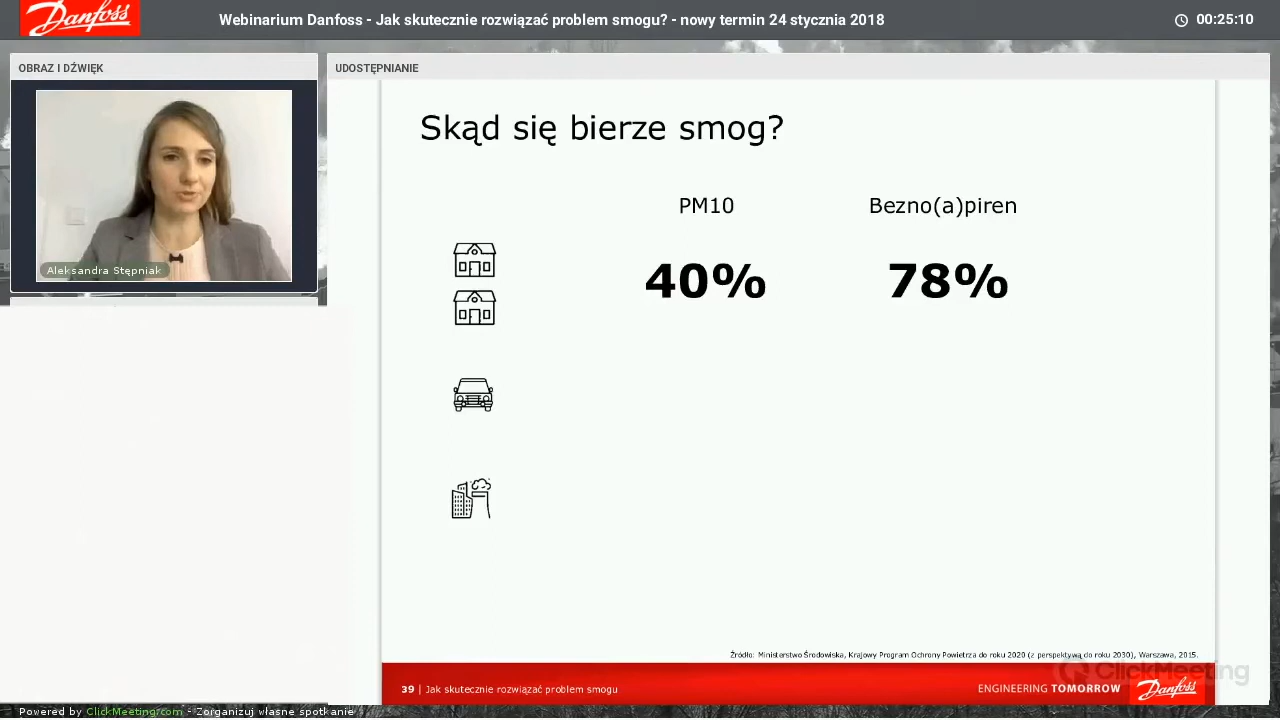 Danfoss
Webinarium Danfoss - Jak skutecznie rozwiązać problem smogu? - nowy termin 24 stycznia 2018
00:25:10
OBRAZ I DŹWIĘK
UDOSTĘPNIANIE
Aleksandra Stępniak
Skąd się bierze smog?
PM10
Bezno(a)piren
40%
78%
Źródło: Ministerstwo Środowiska, Krajowy Program Ochrony Powietrza do roku 2020 (z perspektywą do roku 2030), Warszawa, 2015.
ClickMeeting
39 | Jak skutecznie rozwiązać problem smogu
ENGINEERING TOMORROW
Danfoss
Powered by ClickMeeting.com - Zorganizuj własne spotkanie